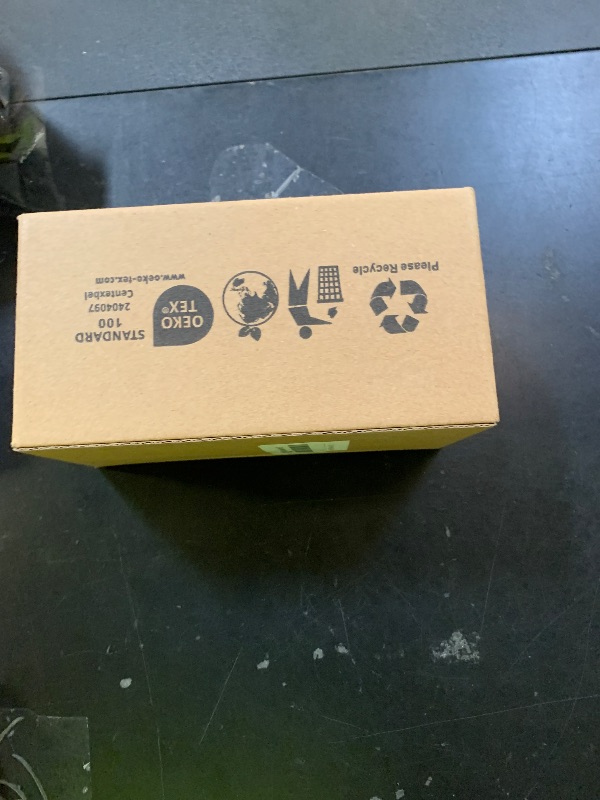 Please Recycle
OEKO
TEX®
STANDARD
100
2404097
Centexbel
www.oeko-tex.com